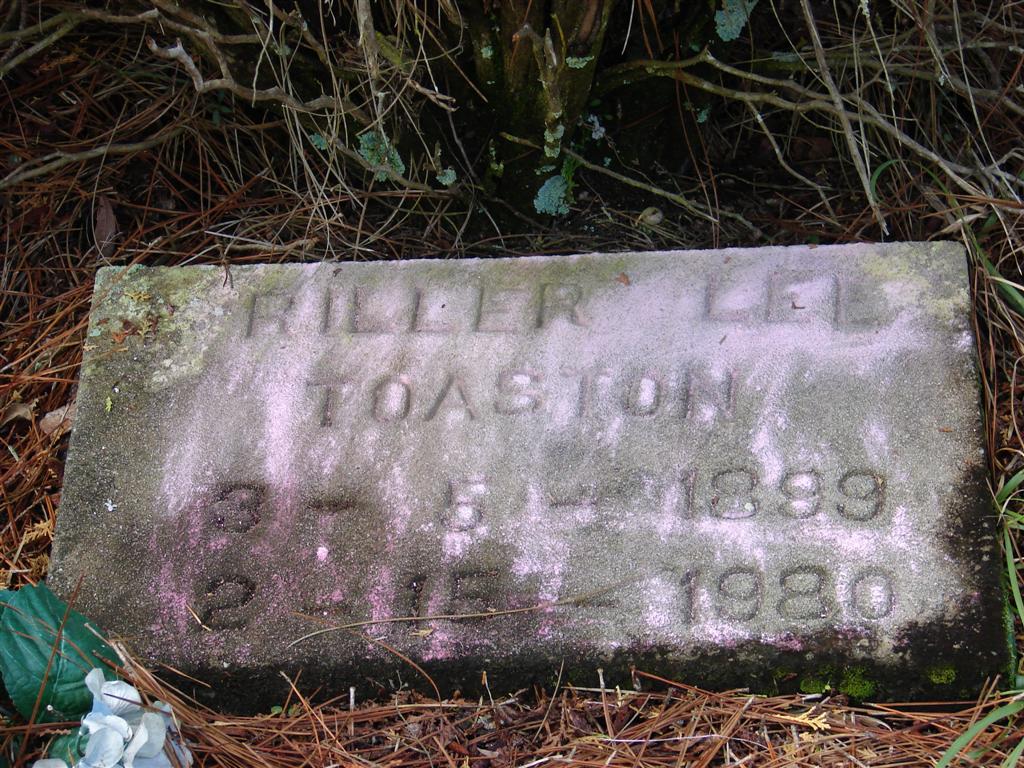 RILLER LEE
TOASTON
3 - 5 - 1899
2 - 15 - 1980